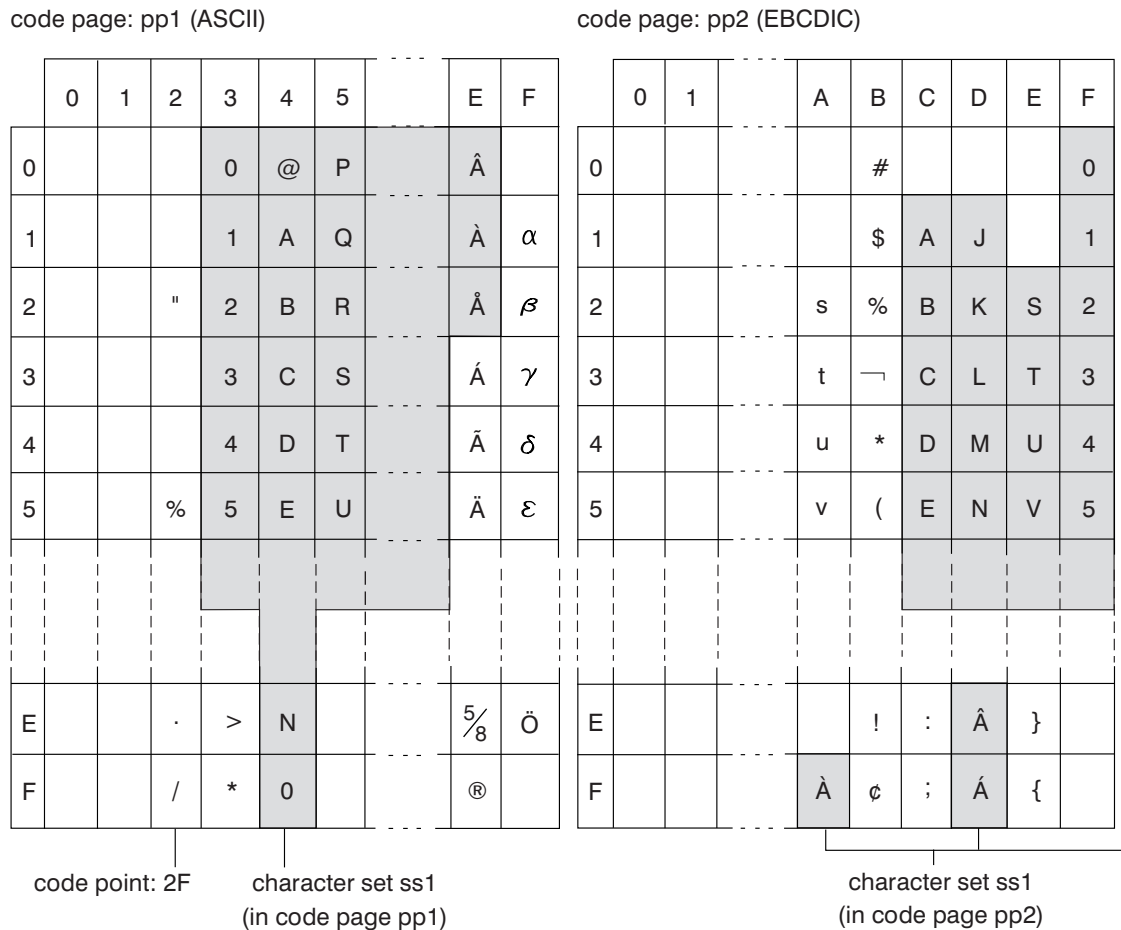 code page: pp1 (ASCII)
0 1 2 3 4 5 E F
0 0 @ P Â
1 1 A Q À α
2 " 2 B R Å β
3 3 C S Á γ
4 4 D T Ã δ
5 % 5 E U Ä ε
E · > N 5/8 Ö
F / * 0 ®
code point: 2F
character set ss1
(in code page pp1)
code page: pp2 (EBCDIC)
0 1 A B C D E F
0 # 0
1 $ A J 1
2 s % B K S 2
3 t ¬ C L T 3
4 u * D M U 4
5 v ( E N V 5
E ! : Â }
F À ¢ ; Á {
character set ss1
(in code page pp2)